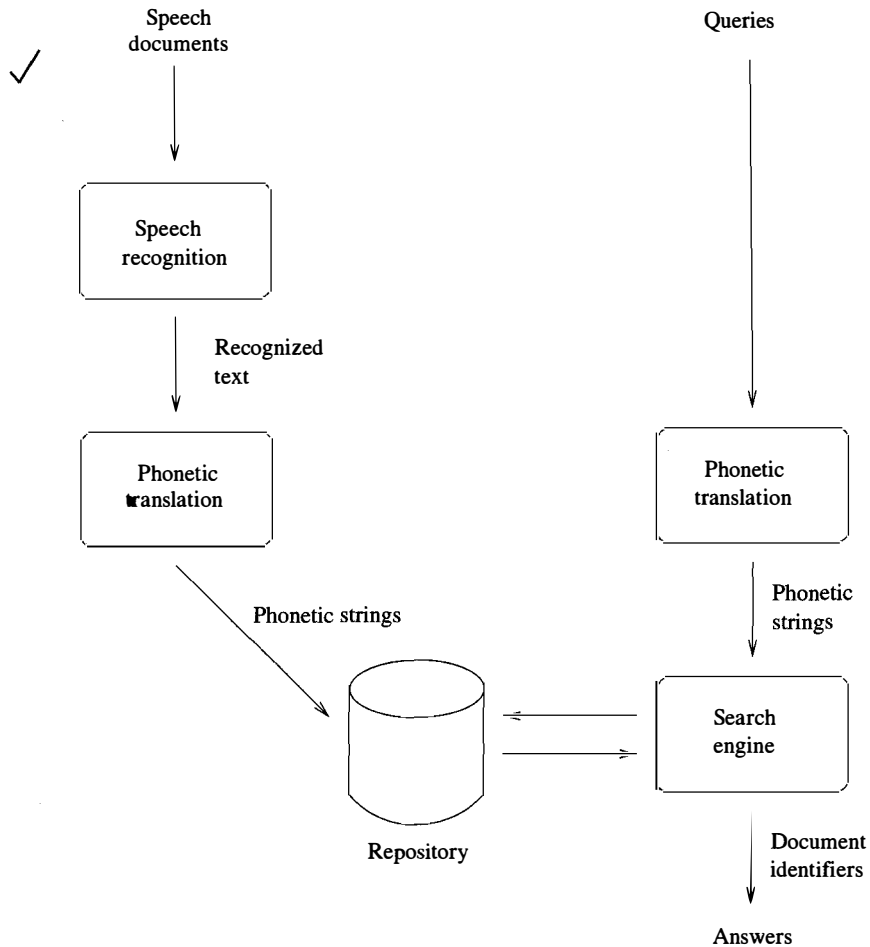 Speech
documents
Queries
Speech
recognition
Recognized
text
Phonetic
translation
Phonetic
translation
Phonetic strings
Phonetic
strings
Search
engine
Repository
Document
identifiers
Answers